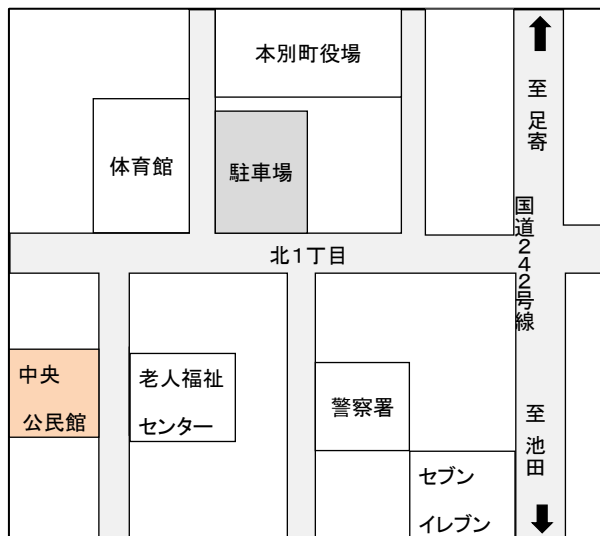 本別町役場
至 足寄
体育館
駐車場
国道242号線
北1丁目
中央
公民館
老人福祉
センター
警察署
至 池田
セブン
イレブン